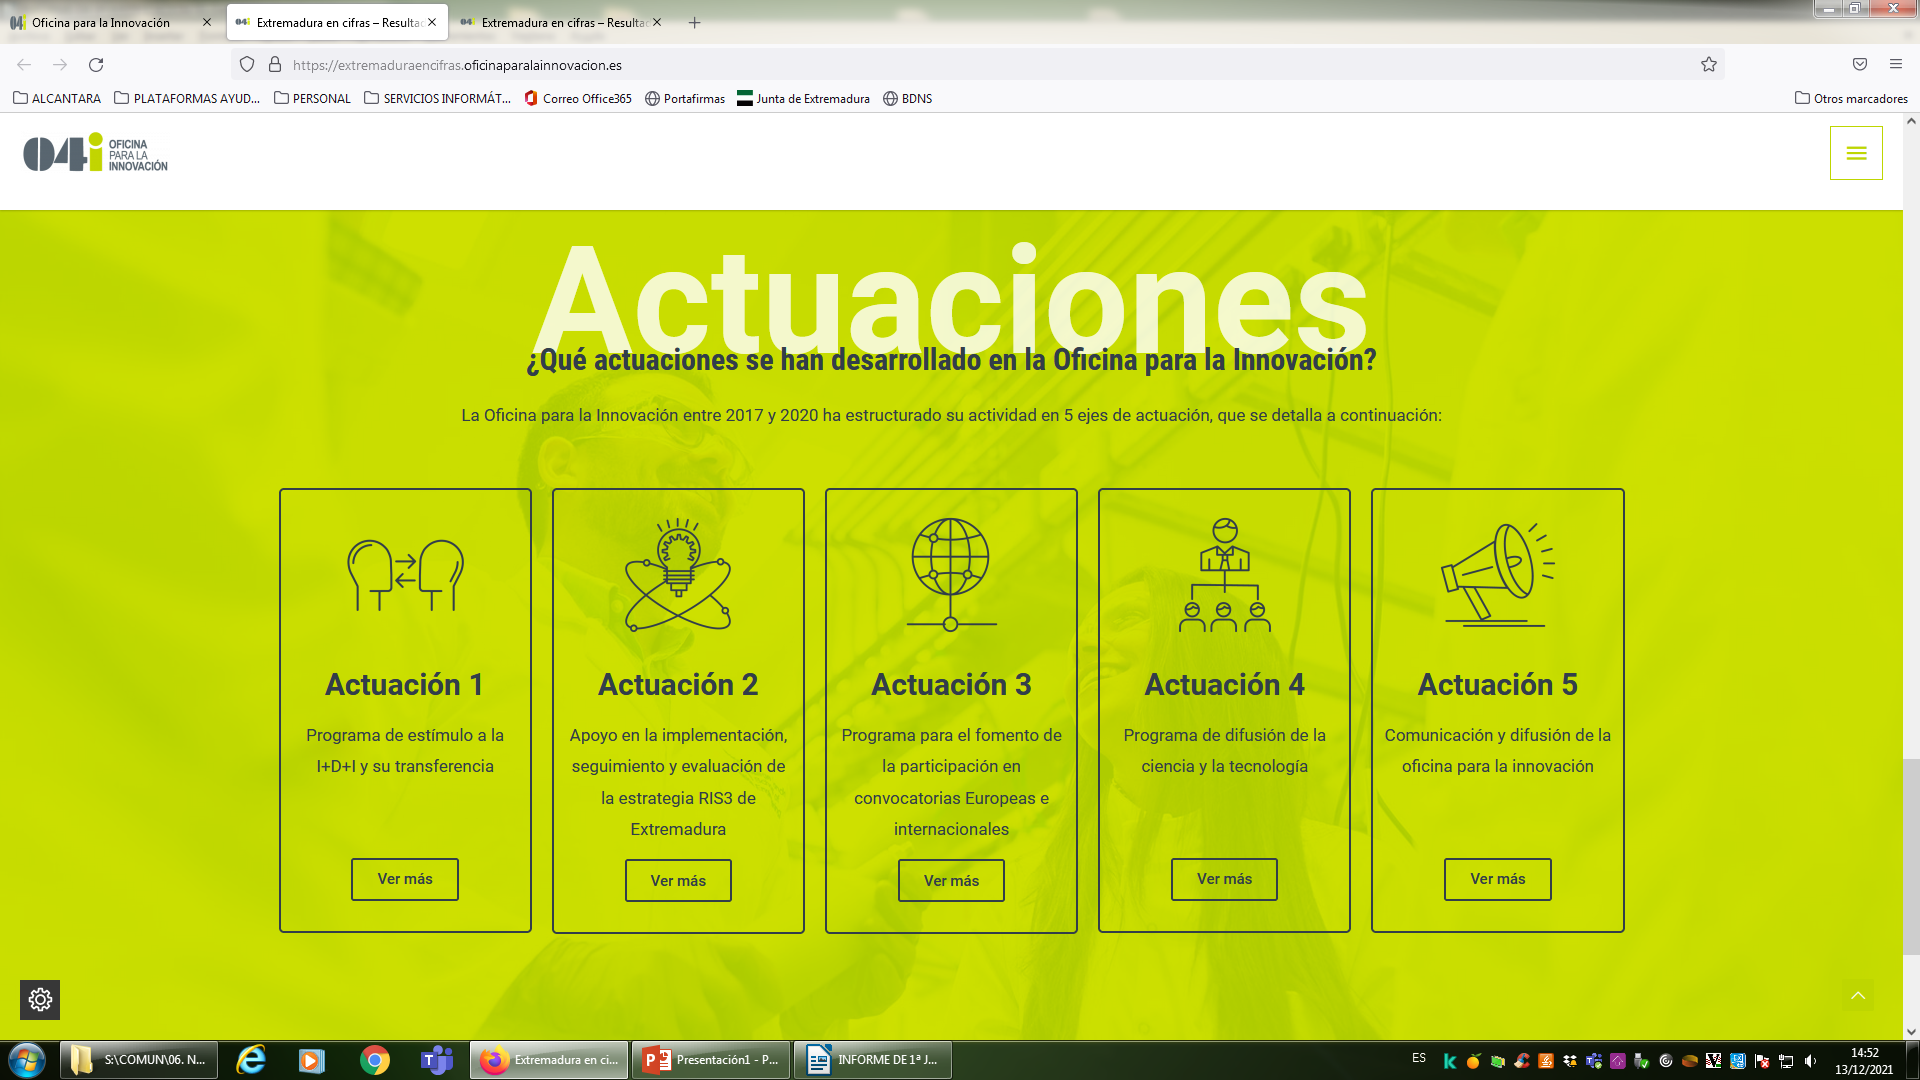 Oficina para la Innovación
Extremadura en cifras – Resultad
Extremadura en cifras – Resultad
https://extremaduraencifras.oficinaparalainnovacion.es
ALCANTARA
PLATAFORMAS AYUD...
PERSONAL
SERVICIOS INFORMÁT...
Correo Office365
Portafirmas
Junta de Extremadura
BDNS
Otros marcadores
04i
OFICINA
PARA LA
INNOVACIÓN
Actuaciones
¿Qué actuaciones se han desarrollado en la Oficina para la Innovación?
La Oficina para la Innovación entre 2017 y 2020 ha estructurado su actividad en 5 ejes de actuación, que se detalla a continuación:
Actuación 1
Programa de estímulo a la
I+D+I y su transferencia
Ver más
Actuación 2
Apoyo en la implementación,
seguimiento y evaluación de
la estrategia RIS3 de
Extremadura
Ver más
Actuación 3
Programa para el fomento de
la participación en
convocatorias Europeas e
internacionales
Ver más
Actuación 4
Programa de difusión de la
ciencia y la tecnología
Ver más
Actuación 5
Comunicación y difusión de la
oficina para la innovación
Ver más
S:\COMUN\06. N...
Extremadura en ci...
Presentación1 - P...
INFORME DE 1ª J...
ES
14:52
13/12/2021